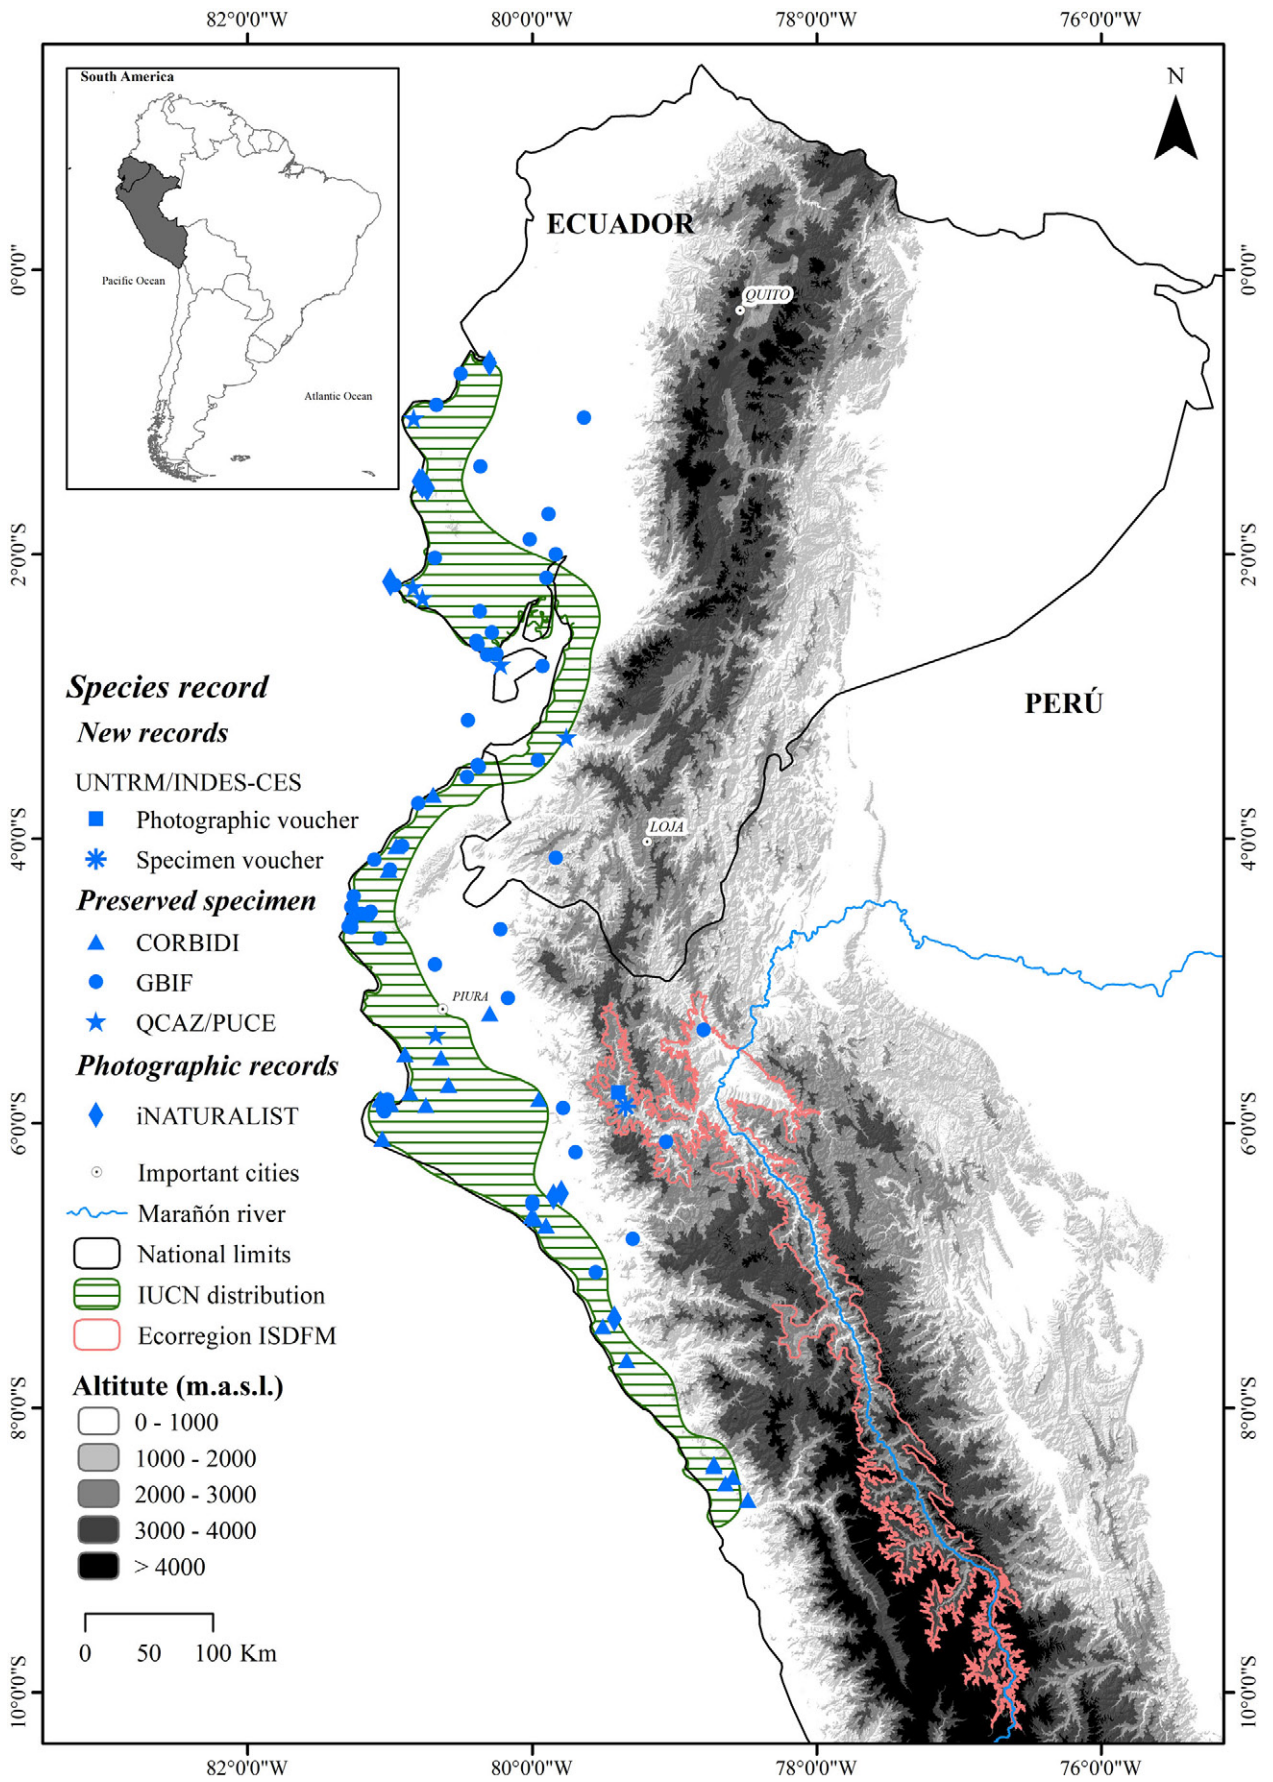 82°0'0"W 80°0'0"W 78°0'0"W 76°0'0"W
South America
Pacific Ocean
Atlantic Ocean
N
ECUADOR
QUITO
0°0'0"
0°0'0"
2°0'0"S
2°0'0"S
PERÚ
LOJA
4°0'0"S
4°0'0"S
PIURA
6°0'0"S
6°0'0"S
8°0'0"S
8°0'0"S
10°0'0"S
10°0'0"S
Species record
New records
UNTRM/INDES-CES
Photographic voucher
Specimen voucher
Preserved specimen
CORBIDI
GBIF
QCAZ/PUCE
Photographic records
iNATURALIST
Important cities
Marañón river
National limits
IUCN distribution
Ecorregion ISDFM
Altitute (m.a.s.l.)
0 - 1000
1000 - 2000
2000 - 3000
3000 - 4000
> 4000
0 50 100 Km
82°0'0"W 80°0'0"W 78°0'0"W 76°0'0"W